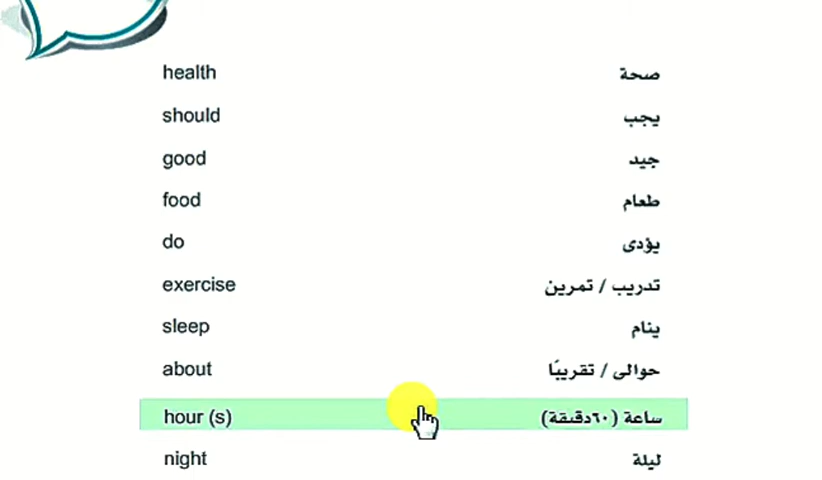 health صحة
should يجب
good جيد
food طعام
do يؤدى
exercise تدريب / تمرين
sleep ينام
about حوالى / تقريبًا
hour (s) ساعة (٦٠دقيقة)
night ليلة